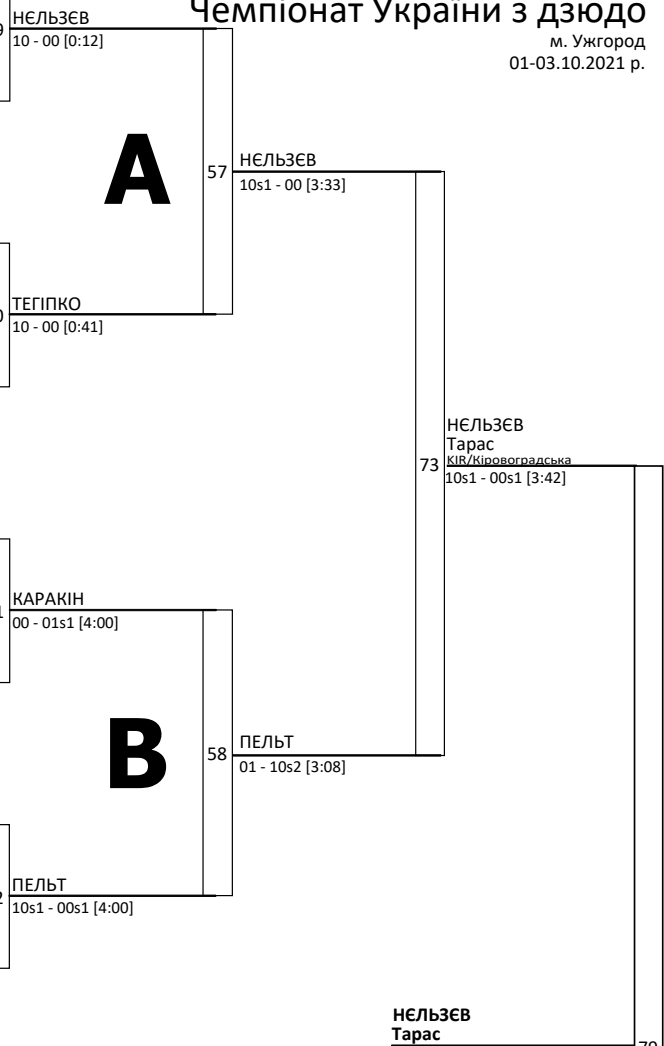 Чемпіонат України з дзюдо
м. Ужгород
01-03.10.2021 р.
НЄЛЬЗЄВ
10 - 00 [0:12]
A
57
НЄЛЬЗЄВ
10s1 - 00 [3:33]
ТЕГІПКО
10 - 00 [0:41]
НЄЛЬЗЄВ
Тарас
KIR/Кіровоградська
73
10s1 - 00s1 [3:42]
КАРАКІН
00 - 01s1 [4:00]
B
58
ПЕЛЬТ
01 - 10s2 [3:08]
ПЕЛЬТ
10s1 - 00s1 [4:00]
НЄЛЬЗЄВ
Тарас